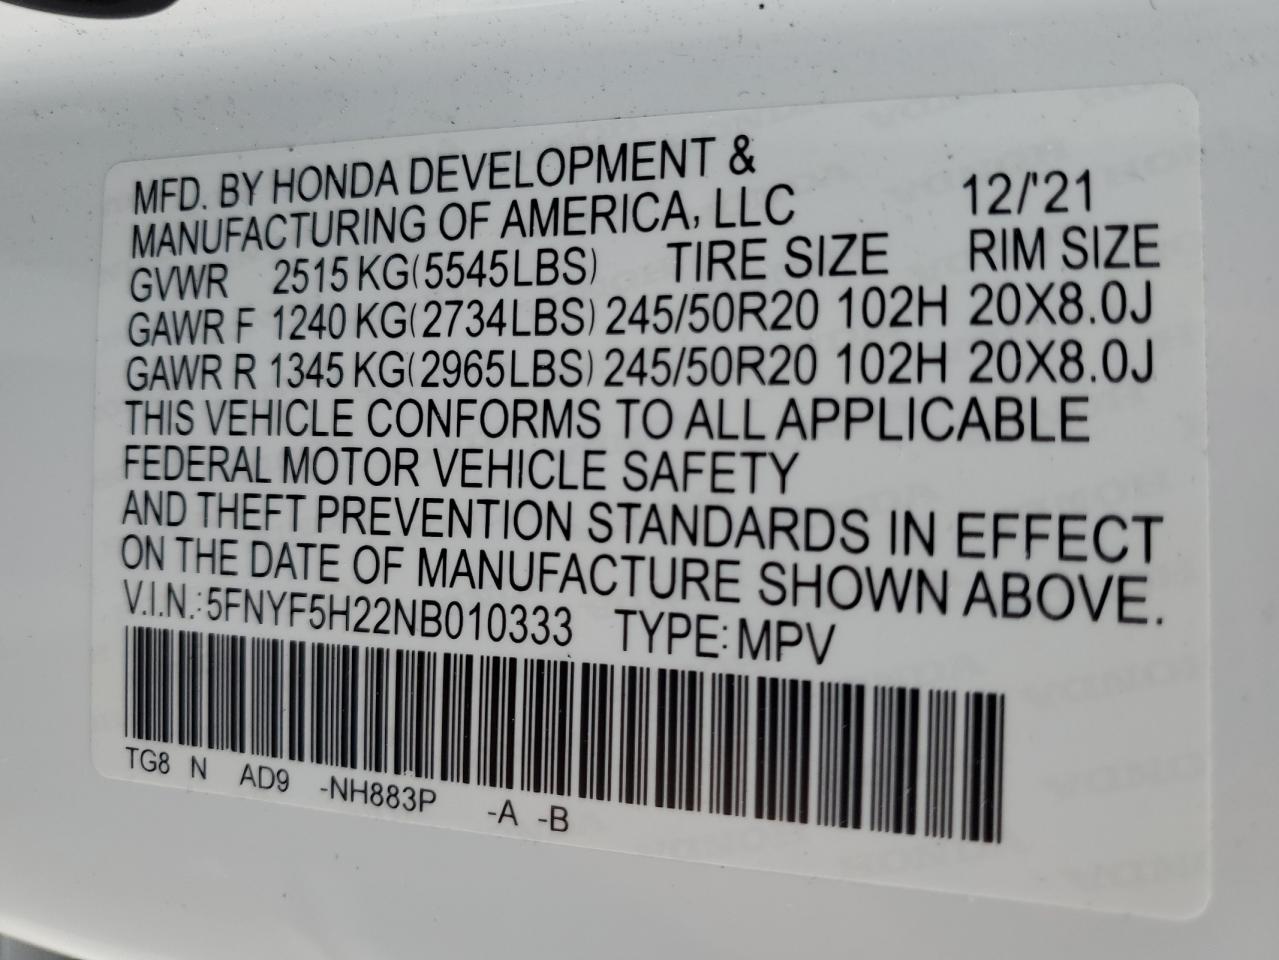 MFD. BY HONDA DEVELOPMENT &
MANUFACTURING OF AMERICA, LLC 12/'21
GVWR 2515 KG(5545LBS) TIRE SIZE RIM SIZE
GAWR F 1240 KG(2734LBS) 245/50R20 102H 20X8.0J
GAWR R 1345 KG(2965LBS) 245/50R20 102H 20X8.0J
THIS VEHICLE CONFORMS TO ALL APPLICABLE
FEDERAL MOTOR VEHICLE SAFETY
AND THEFT PREVENTION STANDARDS IN EFFECT
ON THE DATE OF MANUFACTURE SHOWN ABOVE.
V.I.N.: 5FNYF5H22NB010333 TYPE: MPV
TG8 N AD9 -NH883P -A -B